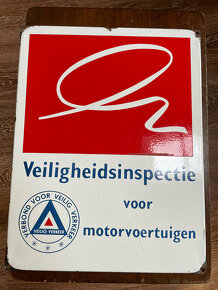 Veiligheidsinspectie
voor
motorvoertuigen
VERBOND VOOR VEILIG VERKEER
VEILIG VERKEER